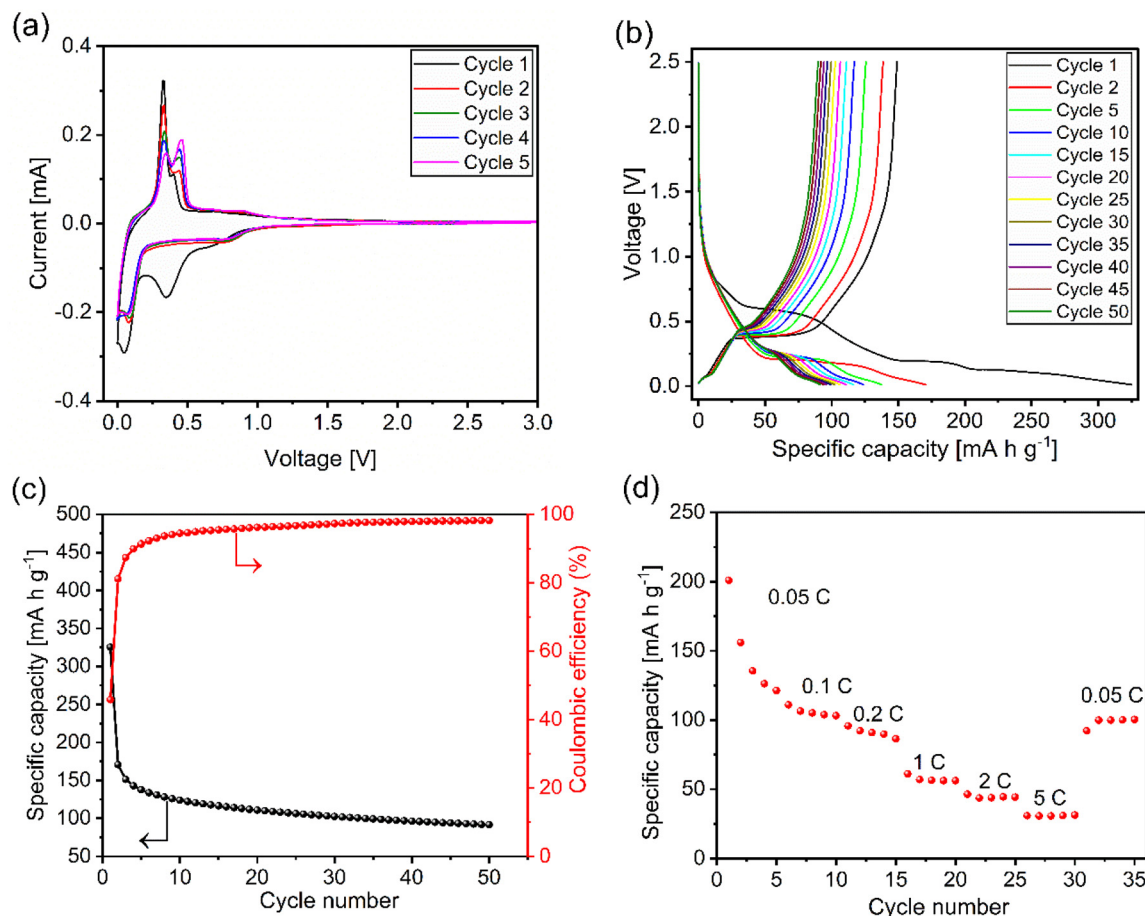 (a)
0.4
0.2
0.0
-0.2
-0.4
Current [mA]
Cycle 1
Cycle 2
Cycle 3
Cycle 4
Cycle 5
0.0 0.6 1.2 1.8 2.4 3.0
Voltage [V]
(b)
2.5
2.0
1.5
1.0
0.5
0.0
Voltage [V]
Cycle 1
Cycle 2
Cycle 5
Cycle 10
Cycle 15
Cycle 20
Cycle 25
Cycle 30
Cycle 35
Cycle 40
Cycle 45
Cycle 50
0 50 100 150 200 250 300
Specific capacity [mA h g⁻¹]
(c)
500
450
400
350
300
250
200
150
100
50
Specific capacity [mA h g⁻¹]
100
80
60
40
20
0
Coulombic efficiency (%)
0 10 20 30 40 50
Cycle number
(d)
250
200
150
100
50
0
Specific capacity [mA h g⁻¹]
0.05 C
0.1 C
0.2 C
1 C
2 C
5 C
0.05 C
0 5 10 15 20 25 30 35
Cycle number